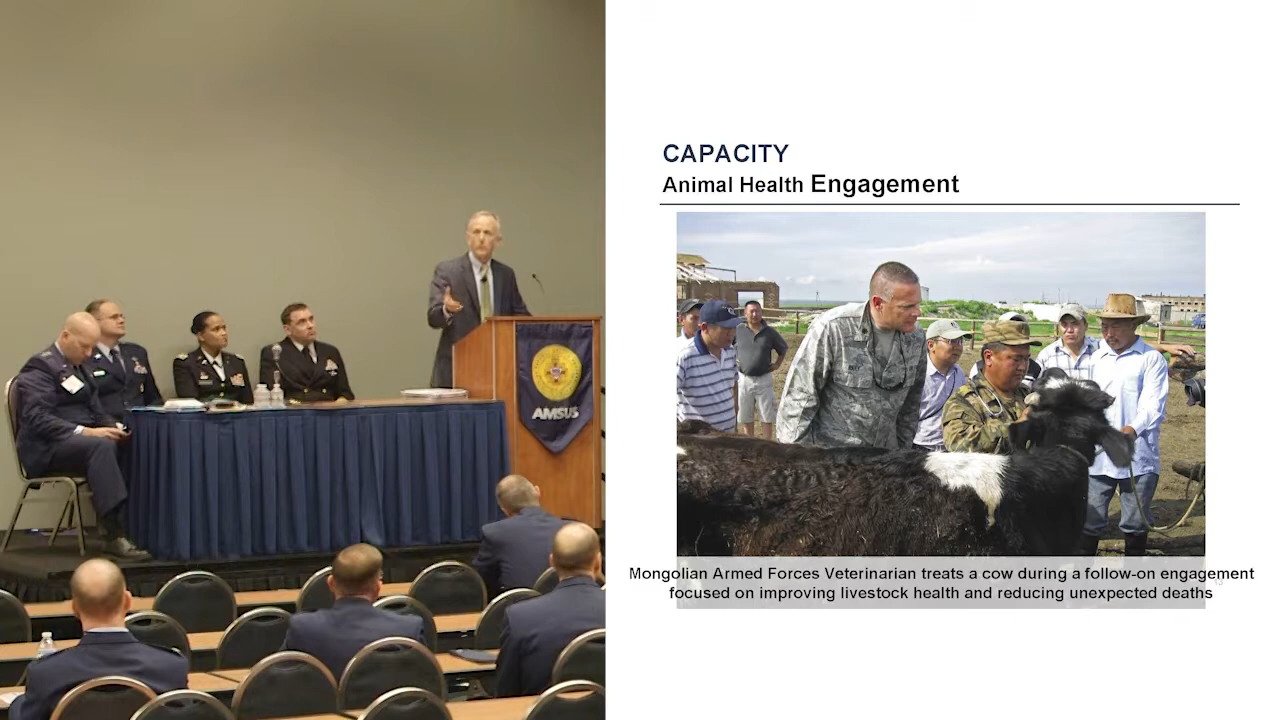 AMSUS
CAPACITY
Animal Health Engagement
Mongolian Armed Forces Veterinarian treats a cow during a follow-on engagement
focused on improving livestock health and reducing unexpected deaths